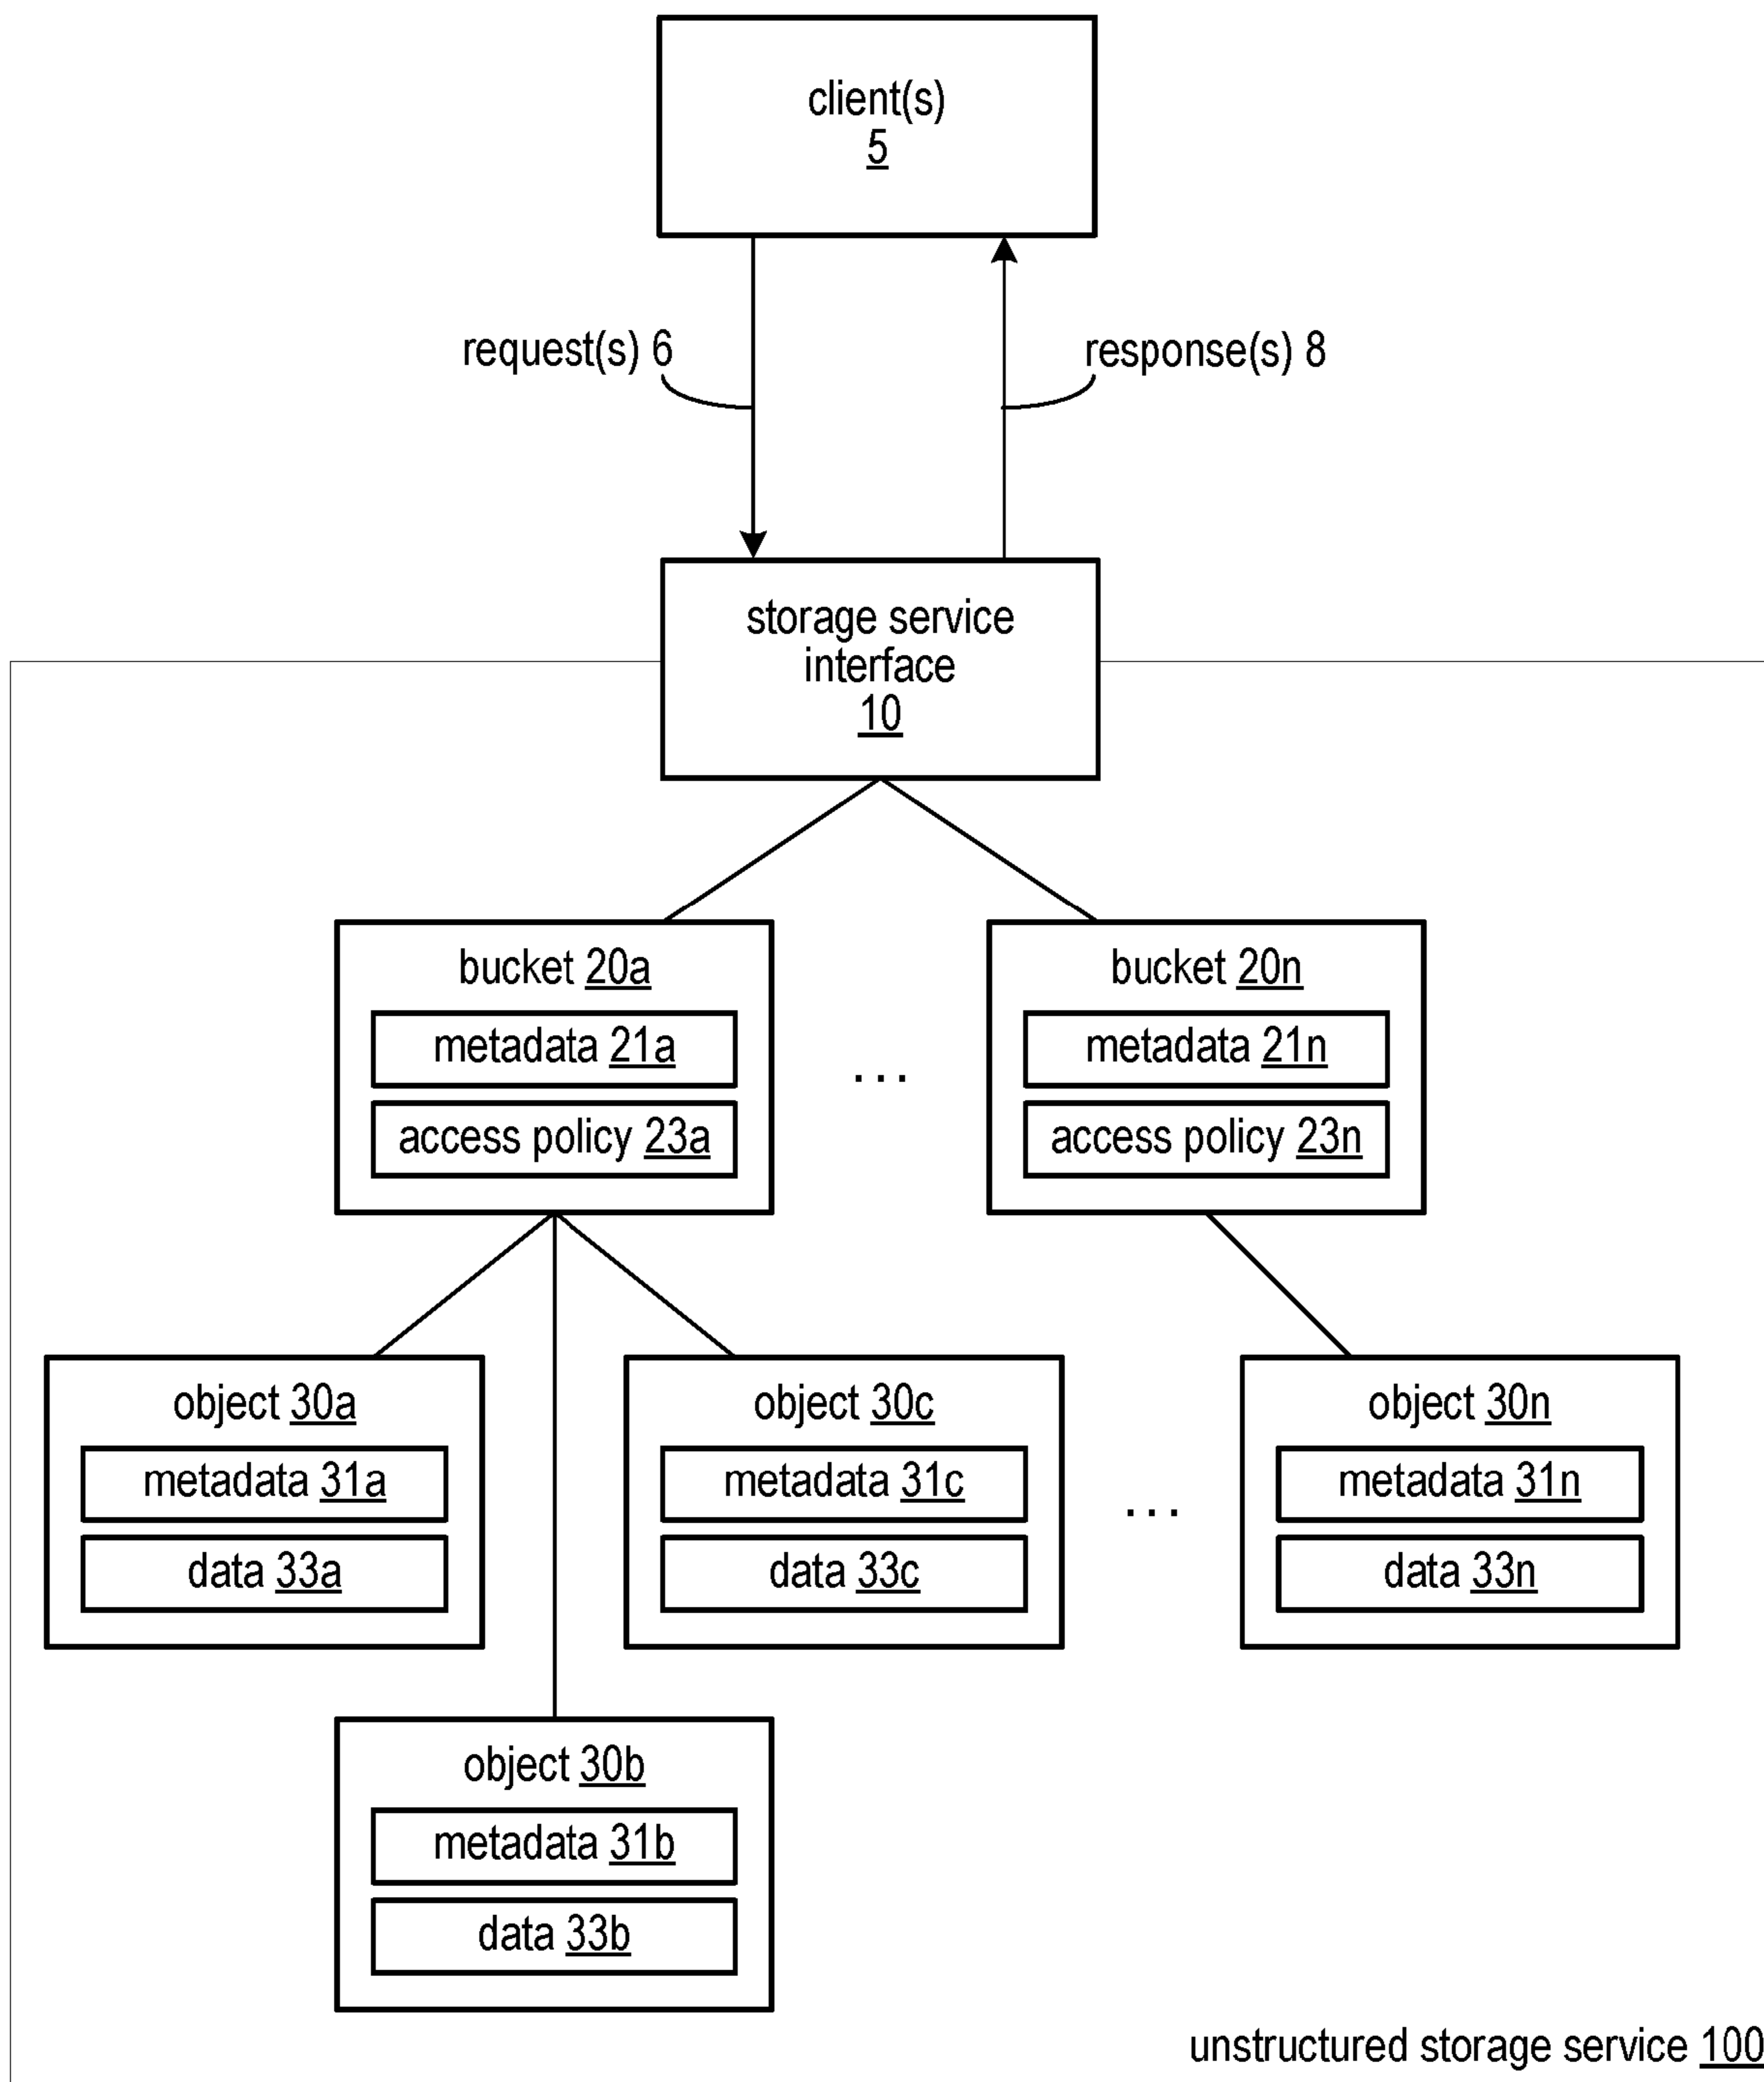 client(s)
5
request(s) 6
response(s) 8
storage service
interface
10
bucket 20a
metadata 21a
access policy 23a
...
bucket 20n
metadata 21n
access policy 23n
object 30a
metadata 31a
data 33a
object 30c
metadata 31c
data 33c
...
object 30n
metadata 31n
data 33n
object 30b
metadata 31b
data 33b
unstructured storage service 100